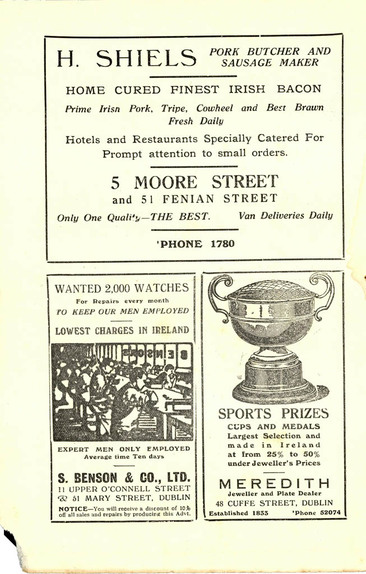 H. SHIELS PORK BUTCHER AND
SAUSAGE MAKER
HOME CURED FINEST IRISH BACON
Prime Irish Pork, Tripe, Cowheel and Best Brawn
Fresh Daily
Hotels and Restaurants Specially Catered For
Prompt attention to small orders.
5 MOORE STREET
and 51 FENIAN STREET
Only One Quality—THE BEST. Van Deliveries Daily
'PHONE 1780
WANTED 2,000 WATCHES
For Repairs every month
TO KEEP OUR MEN EMPLOYED
LOWEST CHARGES IN IRELAND
EXPERT MEN ONLY EMPLOYED
Average time Ten days
S. BENSON & CO., LTD.
11 UPPER O'CONNELL STREET
& 51 MARY STREET, DUBLIN
NOTICE—You will receive a discount of 10%
off all sales and repairs by producing this Advt.
SPORTS PRIZES
CUPS AND MEDALS
Largest Selection and
made in Ireland
at from 25% to 50%
under Jeweller's Prices
MEREDITH
Jeweller and Plate Dealer
48 CUFFE STREET, DUBLIN
Established 1855 'Phone 52074